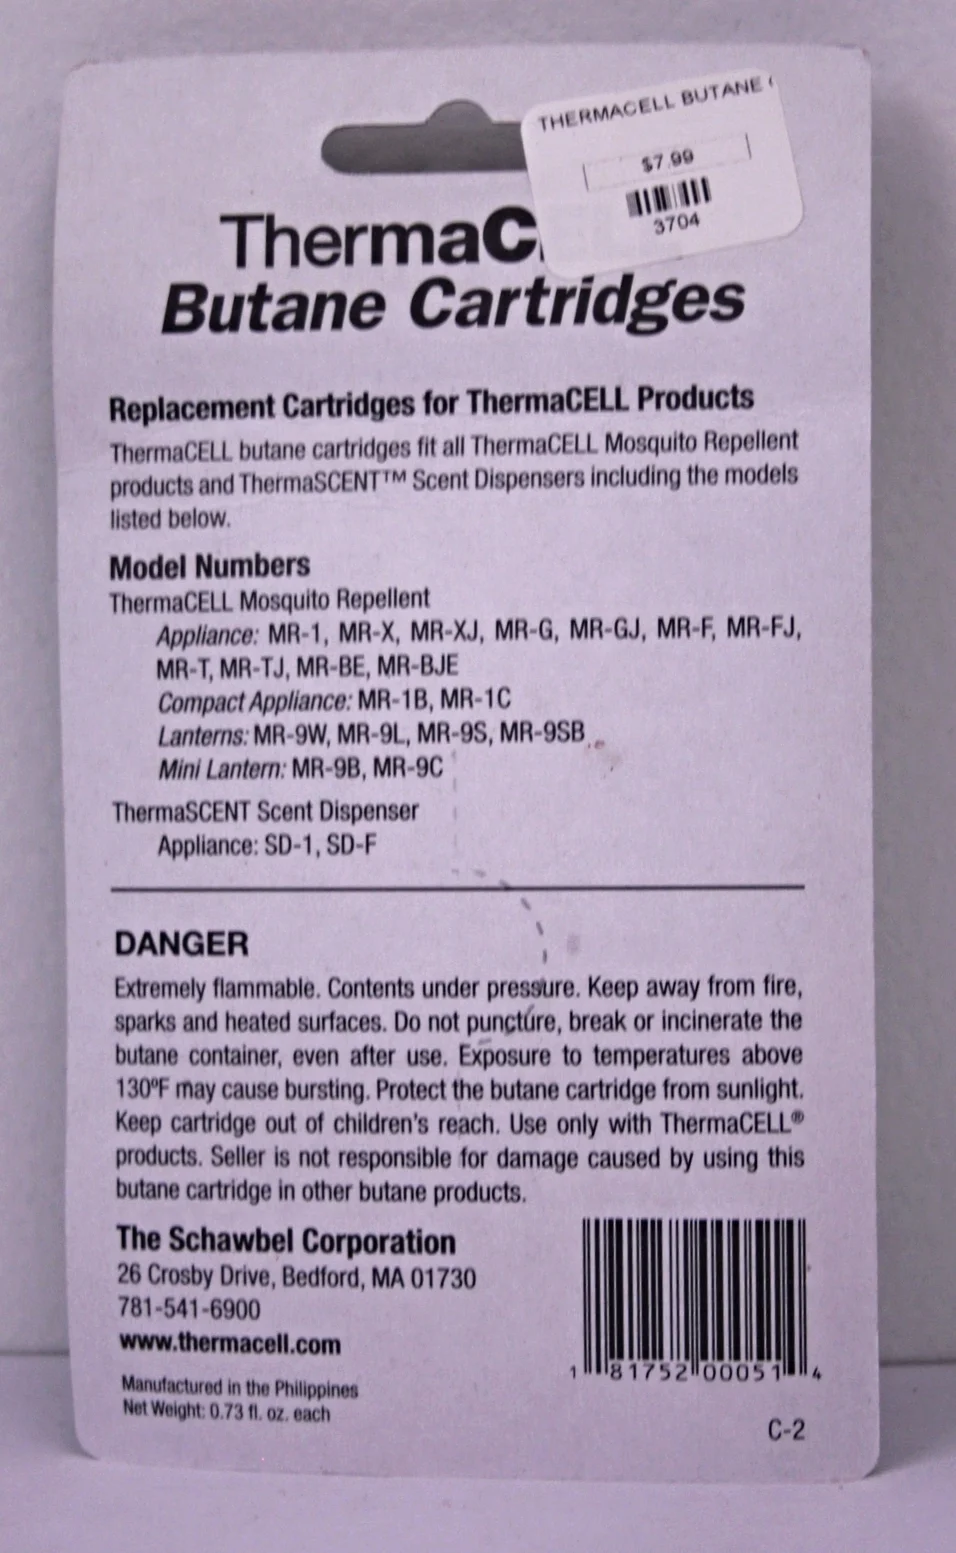 THERMACELL BUTANE
$7.99
3704
ThermaC
Butane Cartridges
Replacement Cartridges for ThermaCELL Products
ThermaCELL butane cartridges fit all ThermaCELL Mosquito Repellent
products and ThermaSCENT™ Scent Dispensers including the models
listed below.
Model Numbers
ThermaCELL Mosquito Repellent
Appliance: MR-1, MR-X, MR-XJ, MR-G, MR-GJ, MR-F, MR-FJ,
MR-T, MR-TJ, MR-BE, MR-BJE
Compact Appliance: MR-1B, MR-1C
Lanterns: MR-9W, MR-9L, MR-9S, MR-9SB
Mini Lantern: MR-9B, MR-9C
ThermaSCENT Scent Dispenser
Appliance: SD-1, SD-F
DANGER
Extremely flammable. Contents under pressure. Keep away from fire,
sparks and heated surfaces. Do not puncture, break or incinerate the
butane container, even after use. Exposure to temperatures above
130ºF may cause bursting. Protect the butane cartridge from sunlight.
Keep cartridge out of children's reach. Use only with ThermaCELL®
products. Seller is not responsible for damage caused by using this
butane cartridge in other butane products.
The Schawbel Corporation
26 Crosby Drive, Bedford, MA 01730
781-541-6900
www.thermacell.com
Manufactured in the Philippines
Net Weight: 0.73 fl. oz. each
1 81752 00051 4
C-2